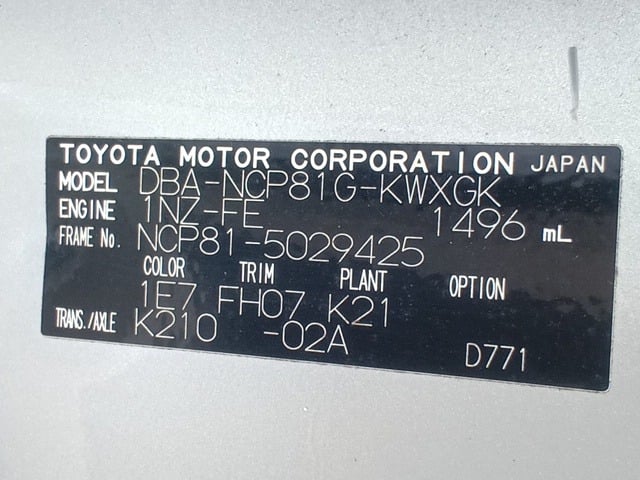 TOYOTA MOTOR CORPORATION JAPAN
MODEL DBA-NCP81G-KWXGK
ENGINE 1NZ-FE 1496 mL
FRAME No. NCP81-5029425
COLOR TRIM PLANT OPTION
1E7 FH07 K21
TRANS./AXLE K210 -02A
D771